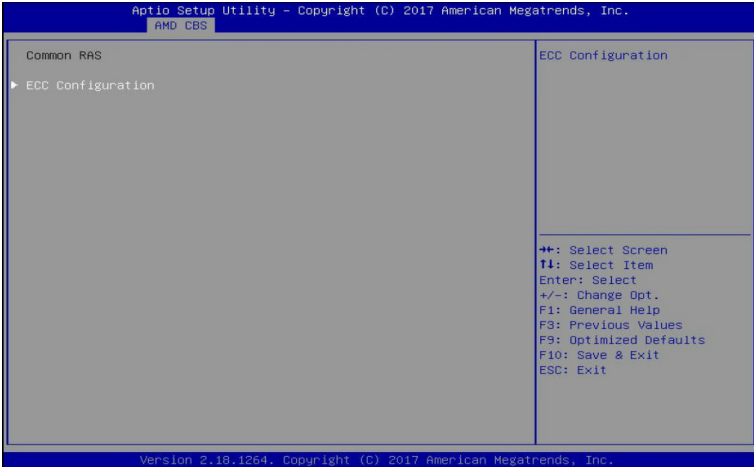 Aptio Setup Utility – Copyright (C) 2017 American Megatrends, Inc.
AMD CBS
Common RAS
▶ ECC Configuration
ECC Configuration
→←: Select Screen
↑↓: Select Item
Enter: Select
+/-: Change Opt.
F1: General Help
F3: Previous Values
F9: Optimized Defaults
F10: Save & Exit
ESC: Exit
Version 2.18.1264. Copyright (C) 2017 American Megatrends, Inc.